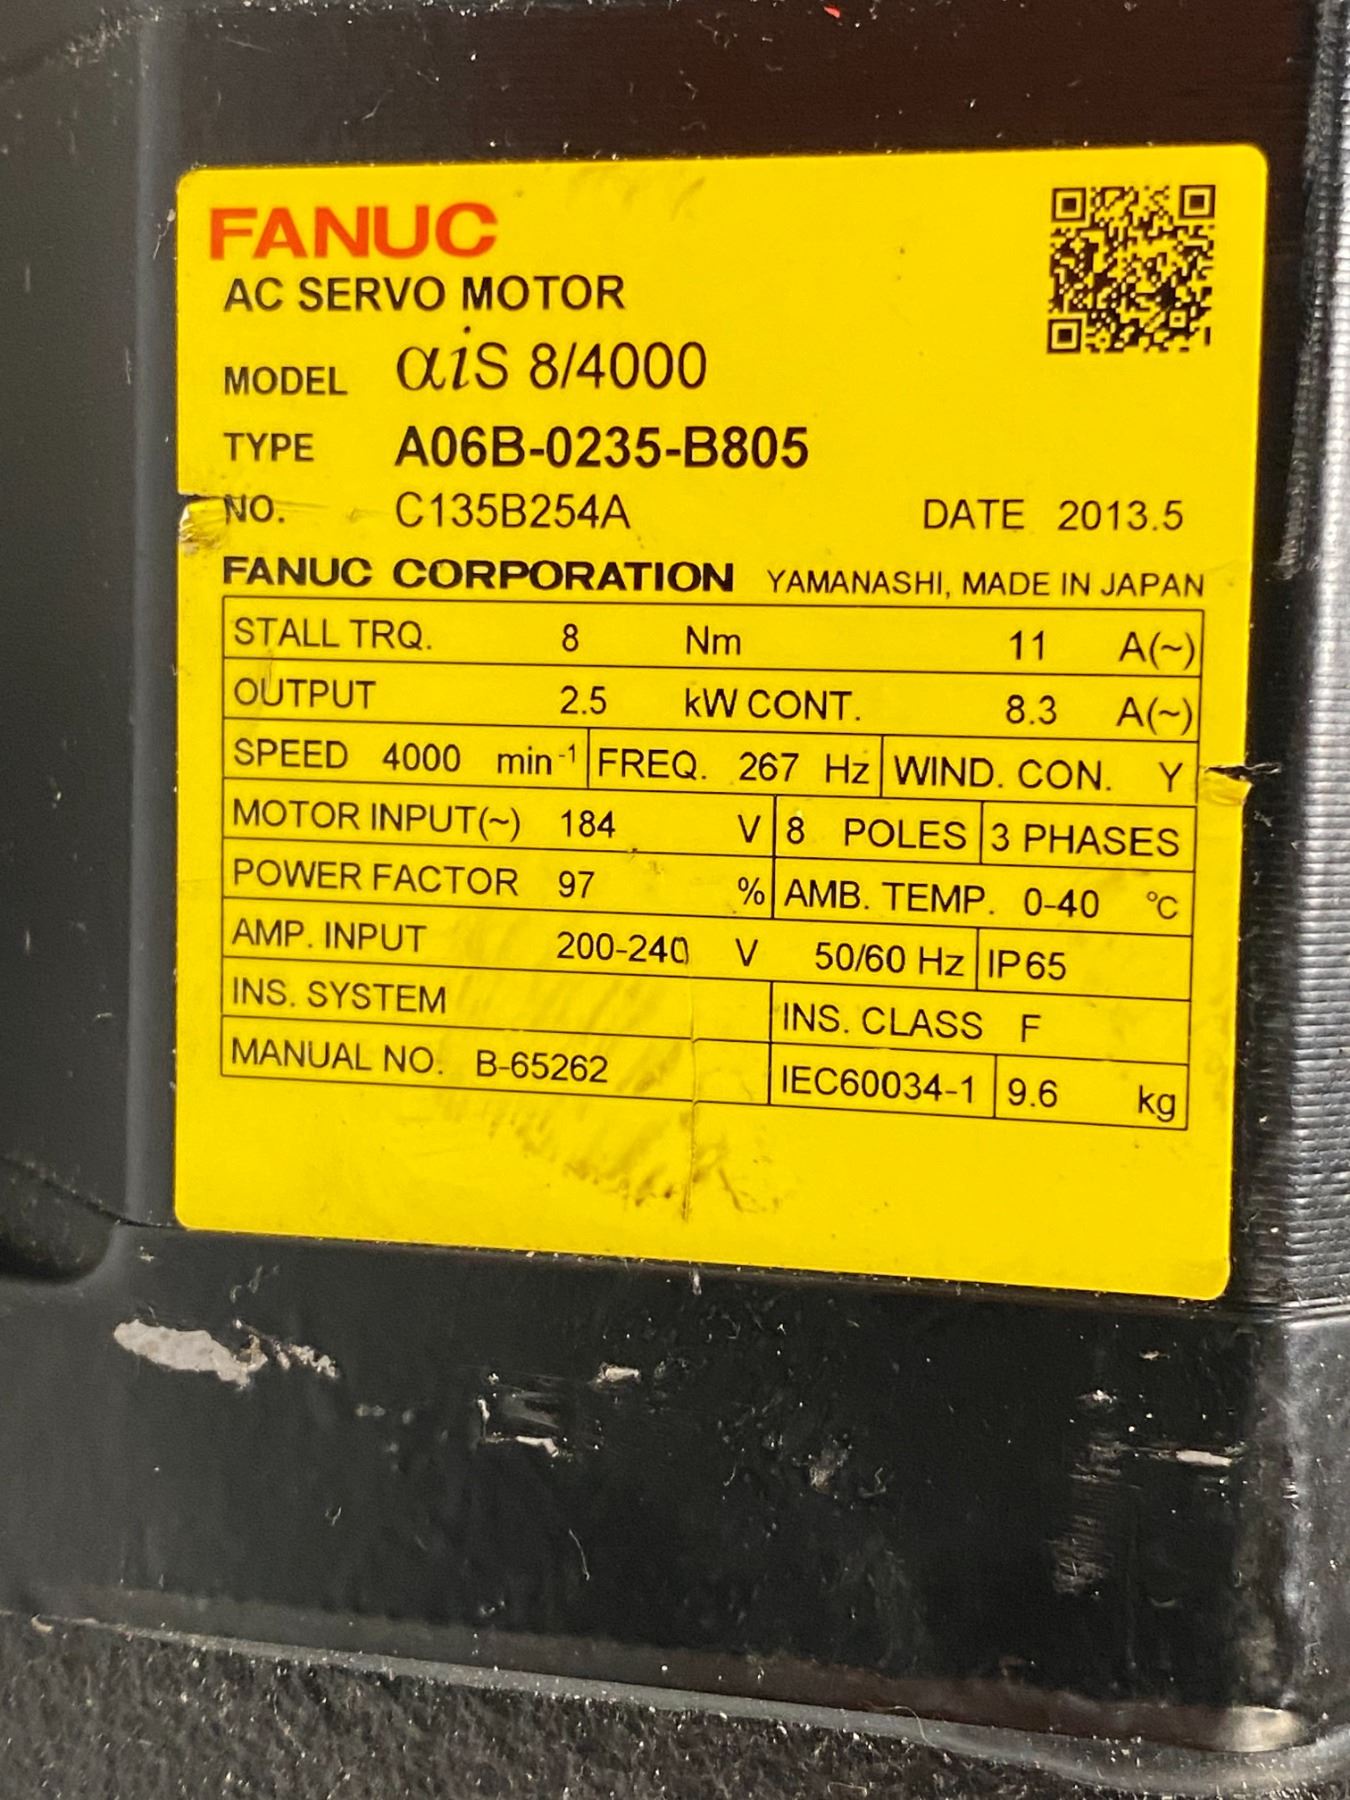 FANUC
AC SERVO MOTOR
MODEL αiS 8/4000
TYPE A06B-0235-B805
NO. C135B254A DATE 2013.5
FANUC CORPORATION YAMANASHI, MADE IN JAPAN
STALL TRQ. 8 Nm 11 A(~)
OUTPUT 2.5 kW CONT. 8.3 A(~)
SPEED 4000 min⁻¹ FREQ. 267 Hz WIND. CON. Y
MOTOR INPUT(~) 184 V 8 POLES 3 PHASES
POWER FACTOR 97 % AMB. TEMP. 0-40 °C
AMP. INPUT 200-240 V 50/60 Hz IP65
INS. SYSTEM INS. CLASS F
MANUAL NO. B-65262 IEC60034-1 9.6 kg